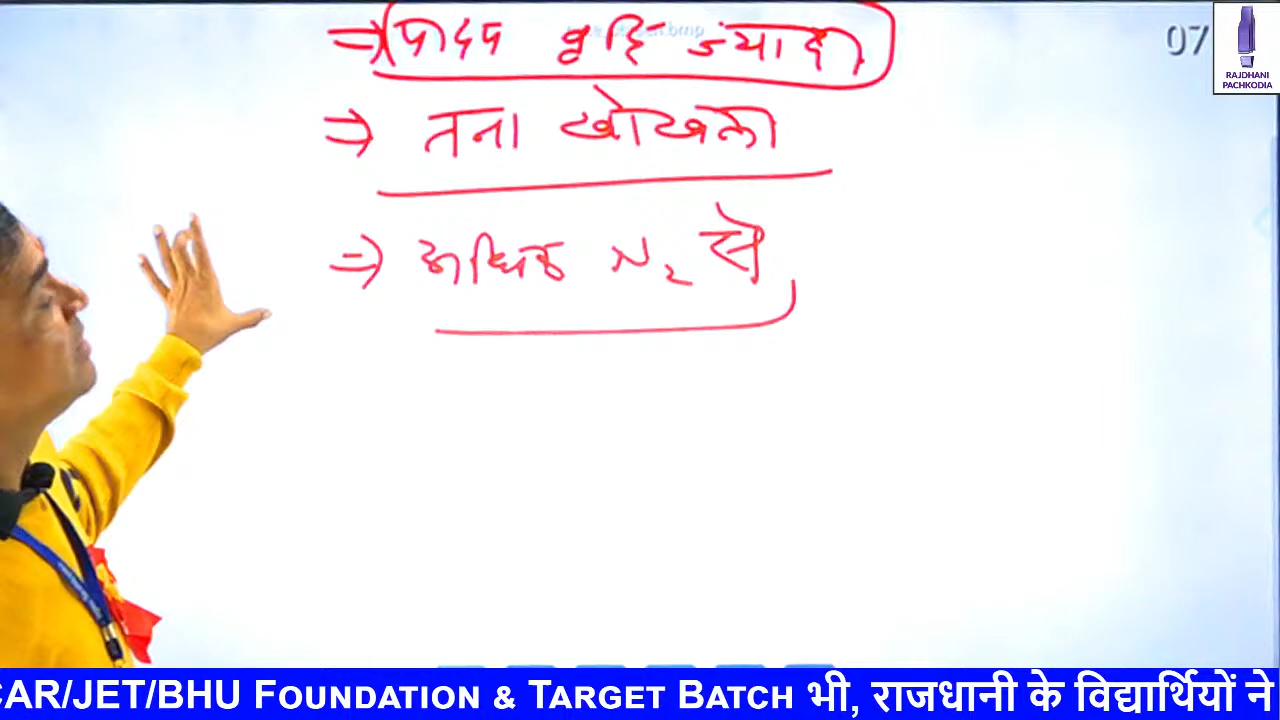 ⇒ पादप वृद्धि ज्यादा
07
RAJDHANI
PACHKODIA
⇒ तना खोखला
⇒ अधिक N₂ से
CAR/JET/BHU FOUNDATION & TARGET BATCH भी, राजधानी के विद्यार्थियों ने